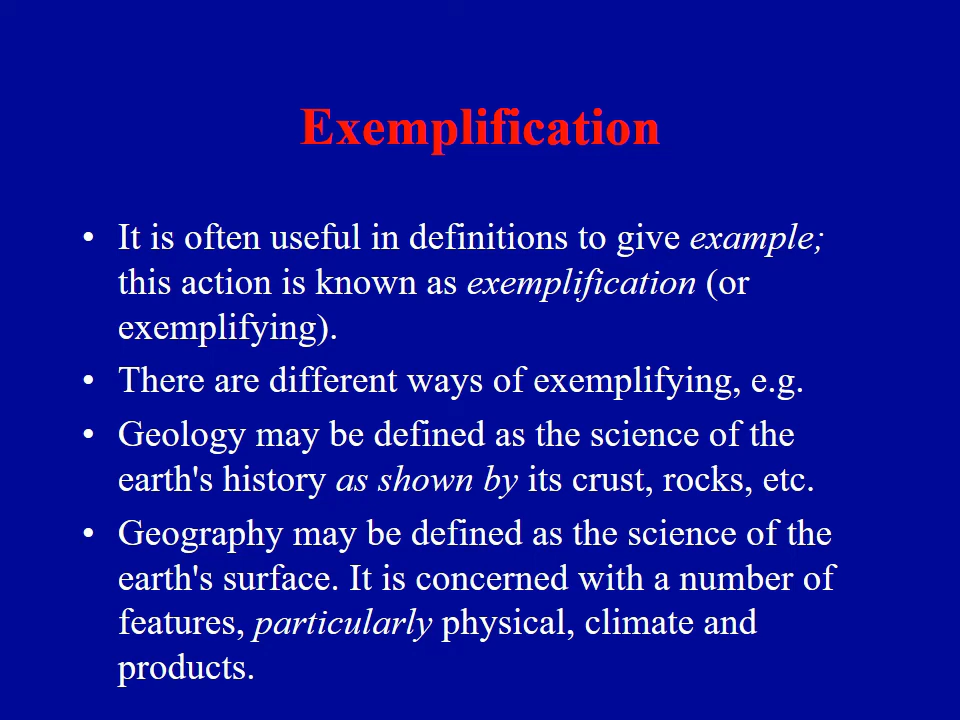 Exemplification
• It is often useful in definitions to give example;
this action is known as exemplification (or
exemplifying).
• There are different ways of exemplifying, e.g.
• Geology may be defined as the science of the
earth's history as shown by its crust, rocks, etc.
• Geography may be defined as the science of the
earth's surface. It is concerned with a number of
features, particularly physical, climate and
products.